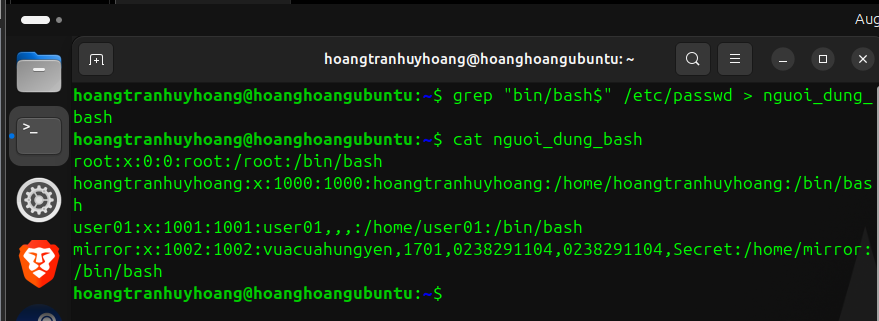 Aug
hoangtranhuyhoang@hoanghoangubuntu: ~
hoangtranhuyhoang@hoanghoangubuntu:~$ grep "bin/bash$" /etc/passwd > nguoi_dung_
bash
hoangtranhuyhoang@hoanghoangubuntu:~$ cat nguoi_dung_bash
root:x:0:0:root:/root:/bin/bash
hoangtranhuyhoang:x:1000:1000:hoangtranhuyhoang:/home/hoangtranhuyhoang:/bin/bas
h
user01:x:1001:1001:user01,,,:/home/user01:/bin/bash
mirror:x:1002:1002:vuacuahungyen,1701,0238291104,0238291104,Secret:/home/mirror:
/bin/bash
hoangtranhuyhoang@hoanghoangubuntu:~$